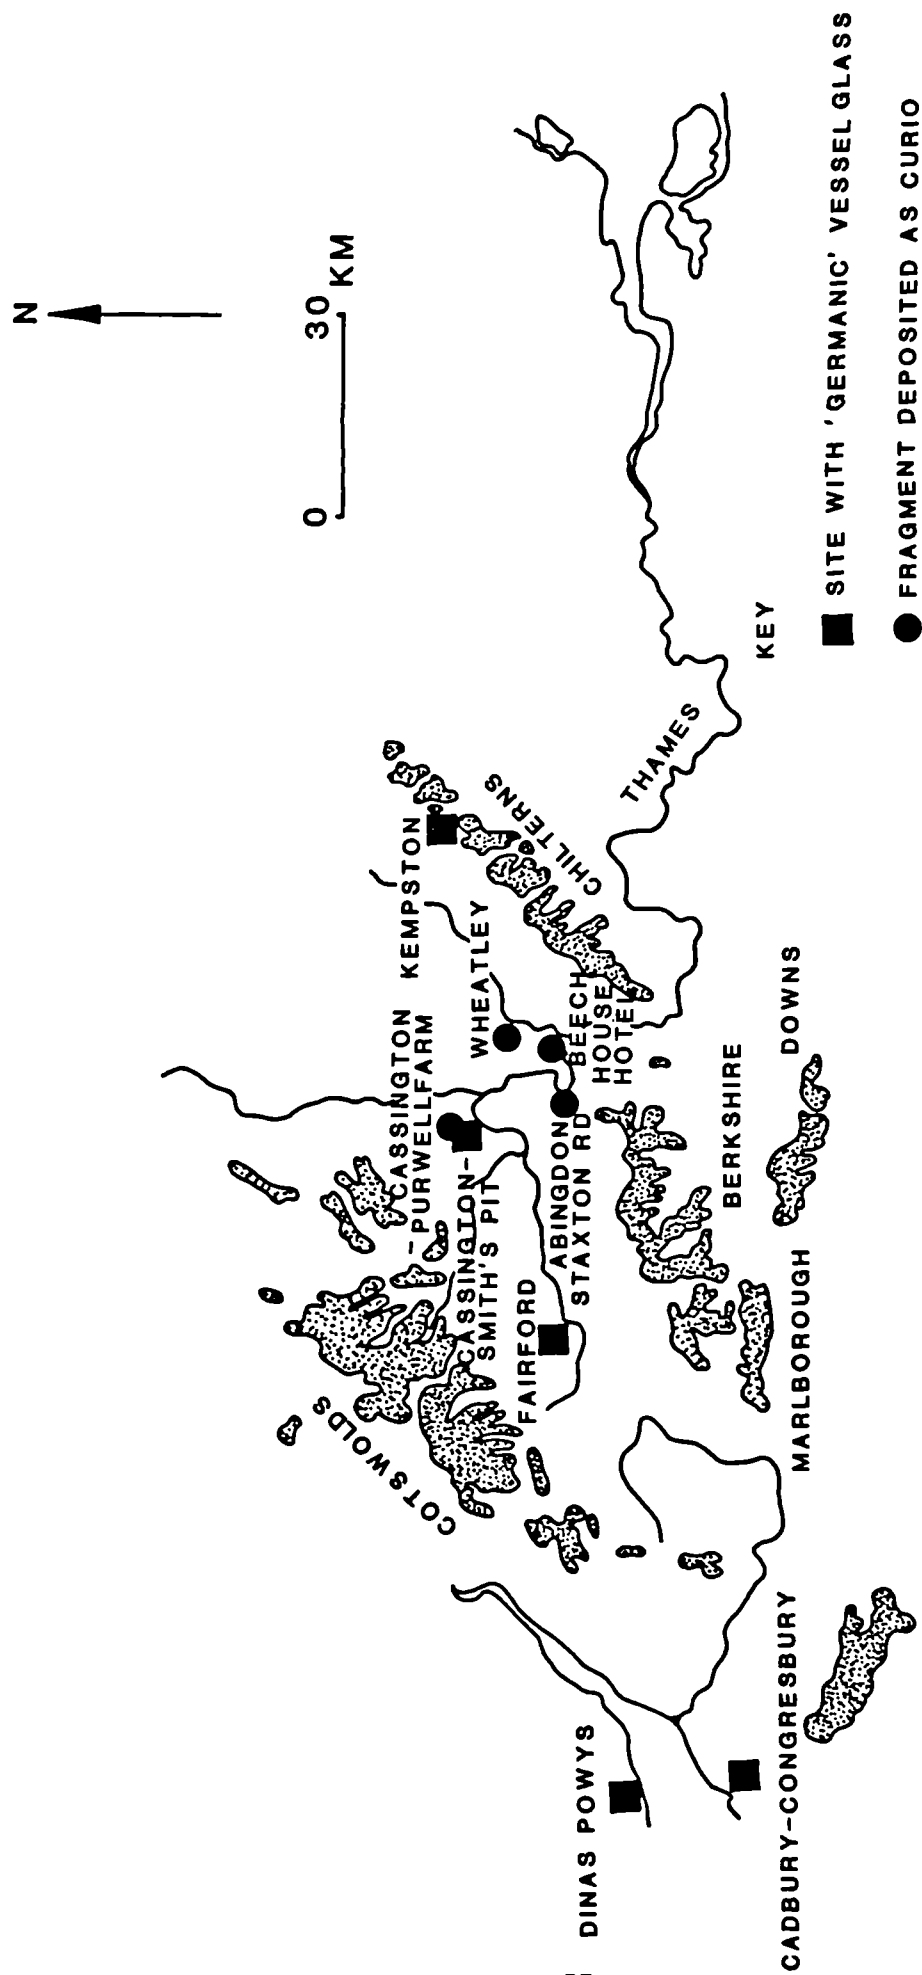 N
0 30
KM
KEMPSTON
CHILTERNS
THAMES
WHEATLEY
BEECH
HOUSE
HOTEL
CASSINGTON
-PURWELLFARM
CASSINGTON-
SMITH'S PIT
ABINGDON
STAXTON RD
FAIRFORD
COTSWOLDS
BERKSHIRE
DOWNS
MARLBOROUGH
DINAS POWYS
CADBURY-CONGRESBURY
KEY
SITE WITH 'GERMANIC' VESSEL GLASS
FRAGMENT DEPOSITED AS CURIO